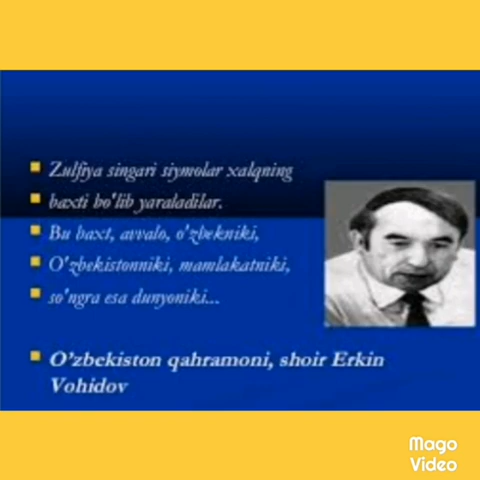 Zulfiya singari siymolar xalqning
baxti bo'lib yaraladilar.
Bu baxt, avvalo, o'zbekniki,
O'zbekistonniki, mamlakatniki,
so'ngra esa dunyoniki...
O'zbekiston qahramoni, shoir Erkin
Vohidov
Mago
Video